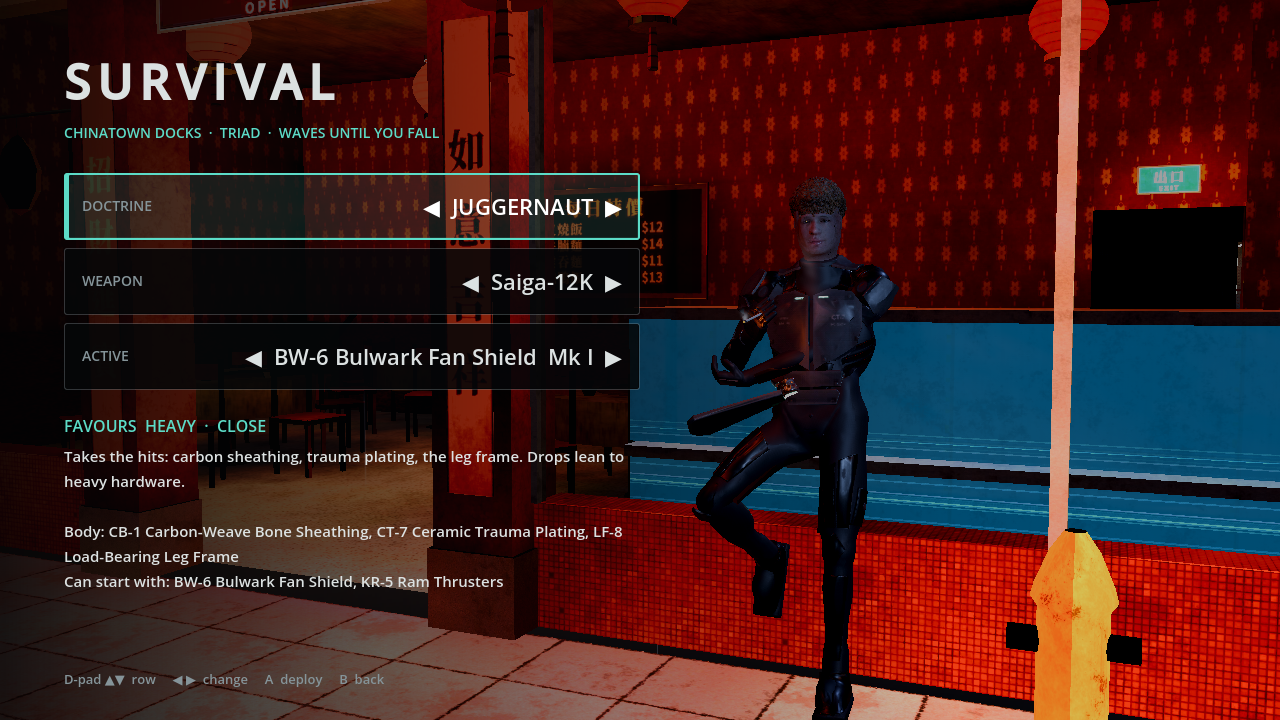 OPEN
SURVIVAL
CHINATOWN DOCKS · TRIAD · WAVES UNTIL YOU FALL
如
意
DOCTRINE ◀ JUGGERNAUT ▶
WEAPON ◀ Saiga-12K ▶
ACTIVE ◀ BW-6 Bulwark Fan Shield Mk I ▶
$12
$14
$11
$13
出口
EXIT
FAVOURS HEAVY · CLOSE
Takes the hits: carbon sheathing, trauma plating, the leg frame. Drops lean to
heavy hardware.
Body: CB-1 Carbon-Weave Bone Sheathing, CT-7 Ceramic Trauma Plating, LF-8
Load-Bearing Leg Frame
Can start with: BW-6 Bulwark Fan Shield, KR-5 Ram Thrusters
D-pad ▲▼ row ◀ ▶ change A deploy B back